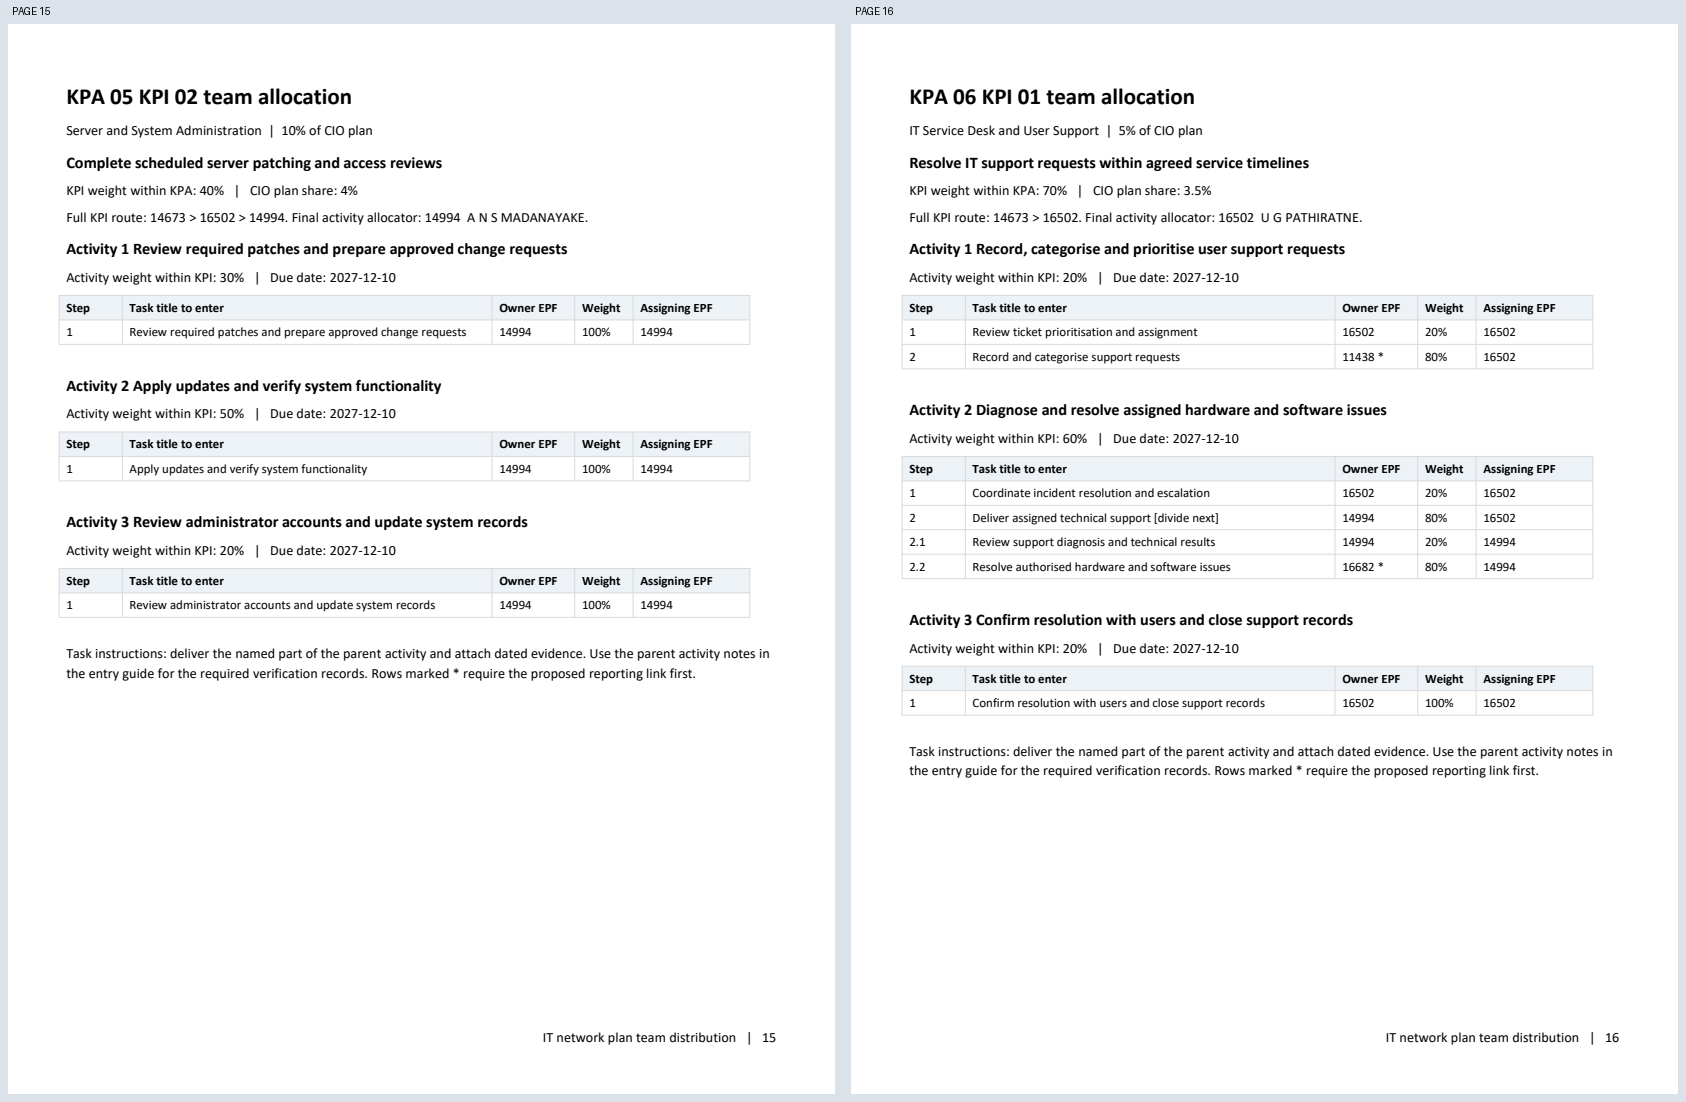 PAGE 15
KPA 05 KPI 02 team allocation
Server and System Administration | 10% of CIO plan
Complete scheduled server patching and access reviews
KPI weight within KPA: 40% | CIO plan share: 4%
Full KPI route: 14673 > 16502 > 14994. Final activity allocator: 14994 A N S MADANAYAKE.
Activity 1 Review required patches and prepare approved change requests
Activity weight within KPI: 30% | Due date: 2027-12-10
Step Task title to enter Owner EPF Weight Assigning EPF
1 Review required patches and prepare approved change requests 14994 100% 14994
Activity 2 Apply updates and verify system functionality
Activity weight within KPI: 50% | Due date: 2027-12-10
Step Task title to enter Owner EPF Weight Assigning EPF
1 Apply updates and verify system functionality 14994 100% 14994
Activity 3 Review administrator accounts and update system records
Activity weight within KPI: 20% | Due date: 2027-12-10
Step Task title to enter Owner EPF Weight Assigning EPF
1 Review administrator accounts and update system records 14994 100% 14994
Task instructions: deliver the named part of the parent activity and attach dated evidence. Use the parent activity notes in
the entry guide for the required verification records. Rows marked * require the proposed reporting link first.
IT network plan team distribution | 15
PAGE 16
KPA 06 KPI 01 team allocation
IT Service Desk and User Support | 5% of CIO plan
Resolve IT support requests within agreed service timelines
KPI weight within KPA: 70% | CIO plan share: 3.5%
Full KPI route: 14673 > 16502. Final activity allocator: 16502 U G PATHIRATNE.
Activity 1 Record, categorise and prioritise user support requests
Activity weight within KPI: 20% | Due date: 2027-12-10
Step Task title to enter Owner EPF Weight Assigning EPF
1 Review ticket prioritisation and assignment 16502 20% 16502
2 Record and categorise support requests 11438 * 80% 16502
Activity 2 Diagnose and resolve assigned hardware and software issues
Activity weight within KPI: 60% | Due date: 2027-12-10
Step Task title to enter Owner EPF Weight Assigning EPF
1 Coordinate incident resolution and escalation 16502 20% 16502
2 Deliver assigned technical support [divide next] 14994 80% 16502
2.1 Review support diagnosis and technical results 14994 20% 14994
2.2 Resolve authorised hardware and software issues 16682 * 80% 14994
Activity 3 Confirm resolution with users and close support records
Activity weight within KPI: 20% | Due date: 2027-12-10
Step Task title to enter Owner EPF Weight Assigning EPF
1 Confirm resolution with users and close support records 16502 100% 16502
Task instructions: deliver the named part of the parent activity and attach dated evidence. Use the parent activity notes in
the entry guide for the required verification records. Rows marked * require the proposed reporting link first.
IT network plan team distribution | 16